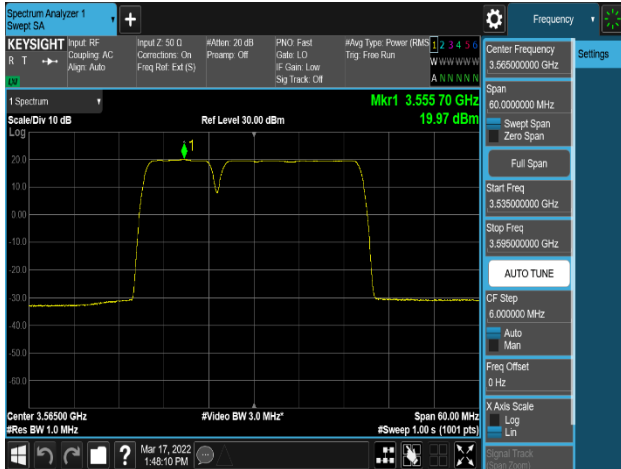 Spectrum Analyzer 1
Swept SA
Frequency
KEYSIGHT
R T
LV
Input: RF
Coupling: AC
Align: Auto
Input Z: 50 Ω
Corrections: On
Freq Ref: Ext (S)
#Atten: 20 dB
Preamp: Off
PNO: Fast
Gate: LO
IF Gain: Low
Sig Track: Off
#Avg Type: Power (RMS
Trig: Free Run
1 2 3 4 5 6
W W W W W W
A N N N N N
1 Spectrum
Scale/Div 10 dB
Ref Level 30.00 dBm
Mkr1 3.555 70 GHz
19.97 dBm
Log
1
20.0
10.0
0.00
-10.0
-20.0
-30.0
-40.0
-50.0
-60.0
Center 3.56500 GHz
#Res BW 1.0 MHz
#Video BW 3.0 MHz*
Span 60.00 MHz
#Sweep 1.00 s (1001 pts)
Mar 17, 2022
1:48:10 PM
Center Frequency
3.565000000 GHz
Settings
Span
60.0000000 MHz
Swept Span
Zero Span
Full Span
Start Freq
3.535000000 GHz
Stop Freq
3.595000000 GHz
AUTO TUNE
CF Step
6.000000 MHz
Auto
Man
Freq Offset
0 Hz
X Axis Scale
Log
Lin
Signal Track
(Span Zoom)